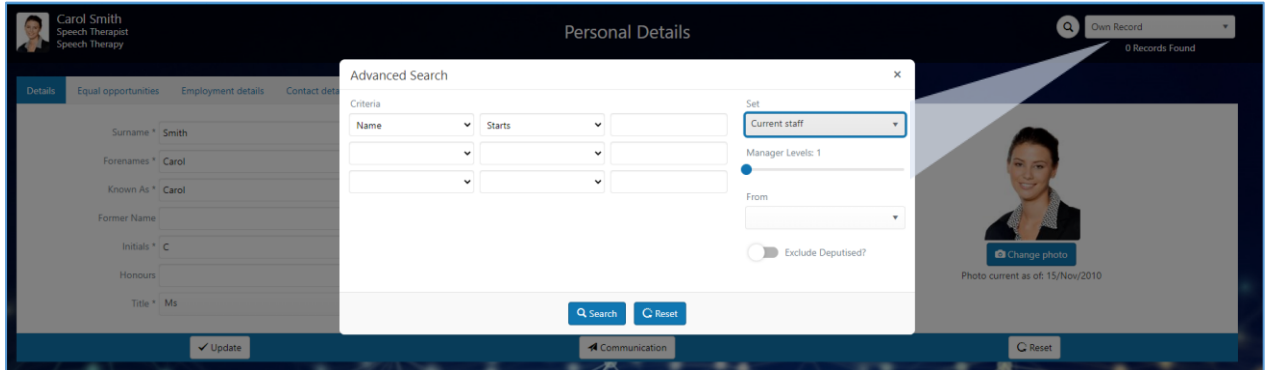 Carol Smith
Speech Therapist
Speech Therapy
Personal Details
Own Record
0 Records Found
Details Equal opportunities Employment details Contact deta
Surname * Smith
Forenames * Carol
Known As * Carol
Former Name
Initials * C
Honours
Title * Ms
Advanced Search ×
Criteria
Name Starts
Set
Current staff
Manager Levels: 1
From
Exclude Deputised?
Search Reset
Change photo
Photo current as of: 15/Nov/2010
Update Communication Reset